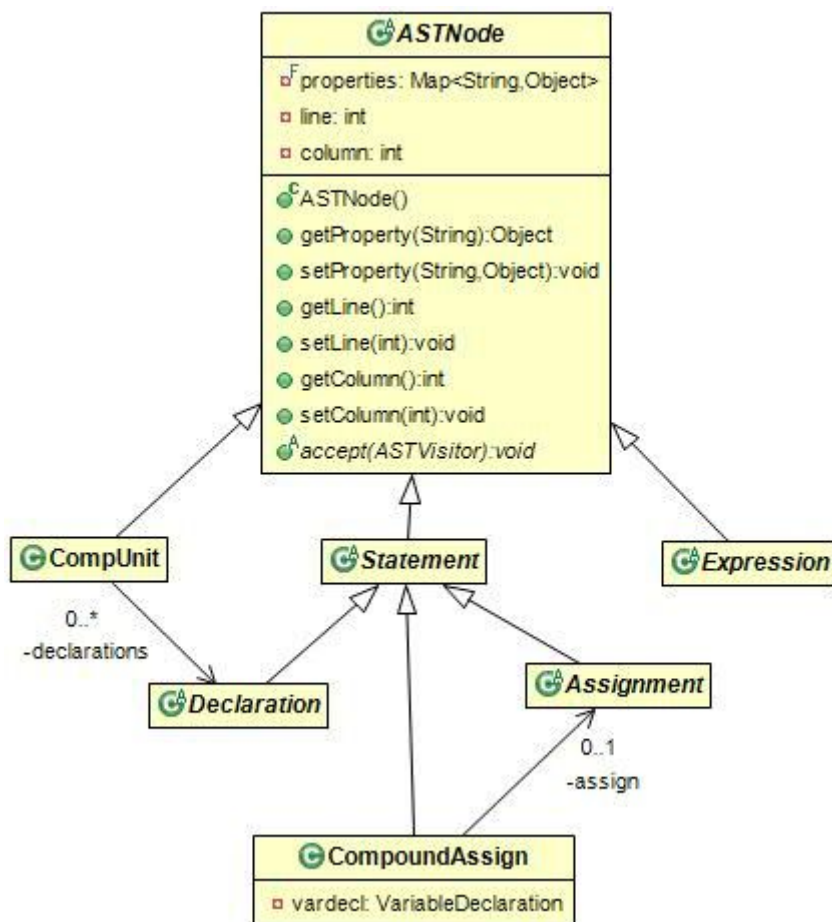 ASTNode
properties: Map<String,Object>
line: int
column: int
ASTNode()
getProperty(String):Object
setProperty(String,Object):void
getLine():int
setLine(int):void
getColumn():int
setColumn(int):void
accept(ASTVisitor):void
CompUnit
Statement
Expression
0..*
-declarations
Declaration
Assignment
0..1
-assign
CompoundAssign
vardecl: VariableDeclaration